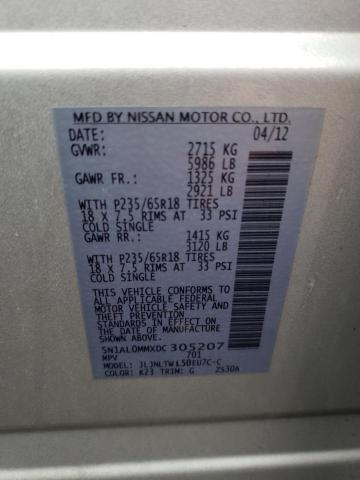 MFD BY NISSAN MOTOR CO., LTD.
DATE: 04/12
GVWR: 2715 KG
5986 LB
GAWR FR.: 1325 KG
2921 LB
WITH P235/65R18 TIRES
18 X 7.5 RIMS AT 33 PSI
COLD SINGLE
GAWR RR.: 1415 KG
3120 LB
WITH P235/65R18 TIRES
18 X 7.5 RIMS AT 33 PSI
COLD SINGLE
THIS VEHICLE CONFORMS
TO ALL APPLICABLE FEDERAL
MOTOR VEHICLE SAFETY AND
THEFT PREVENTION
STANDARDS IN EFFECT ON
THE DATE OF MANUFACTURE
SHOWN ABOVE.
5N1AL0MMXDC305207
MPV 701
MODEL: JLJNLTWL50EU7C-C
COLOR: K23 TRIM: G ZS30A